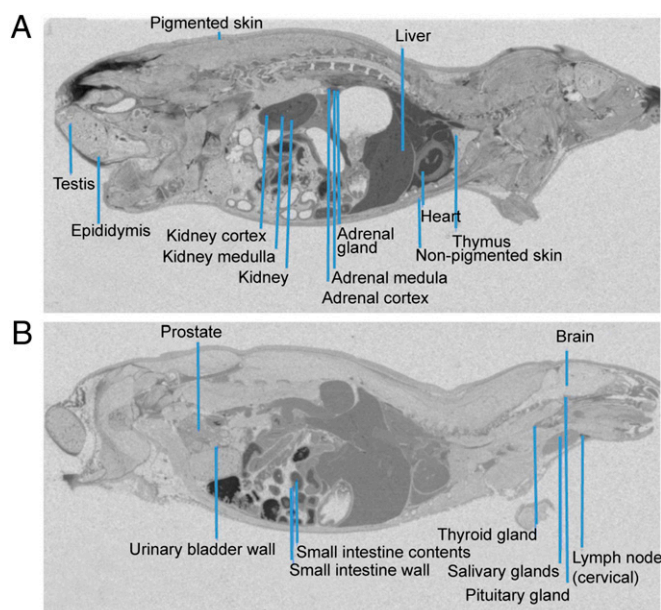 A
Pigmented skin
Liver
Testis
Epididymis
Kidney cortex
Kidney medulla
Kidney
Adrenal
gland
Adrenal medula
Adrenal cortex
Heart
Thymus
Non-pigmented skin
B
Prostate
Brain
Urinary bladder wall
Small intestine contents
Small intestine wall
Thyroid gland
Salivary glands
Pituitary gland
Lymph node
(cervical)